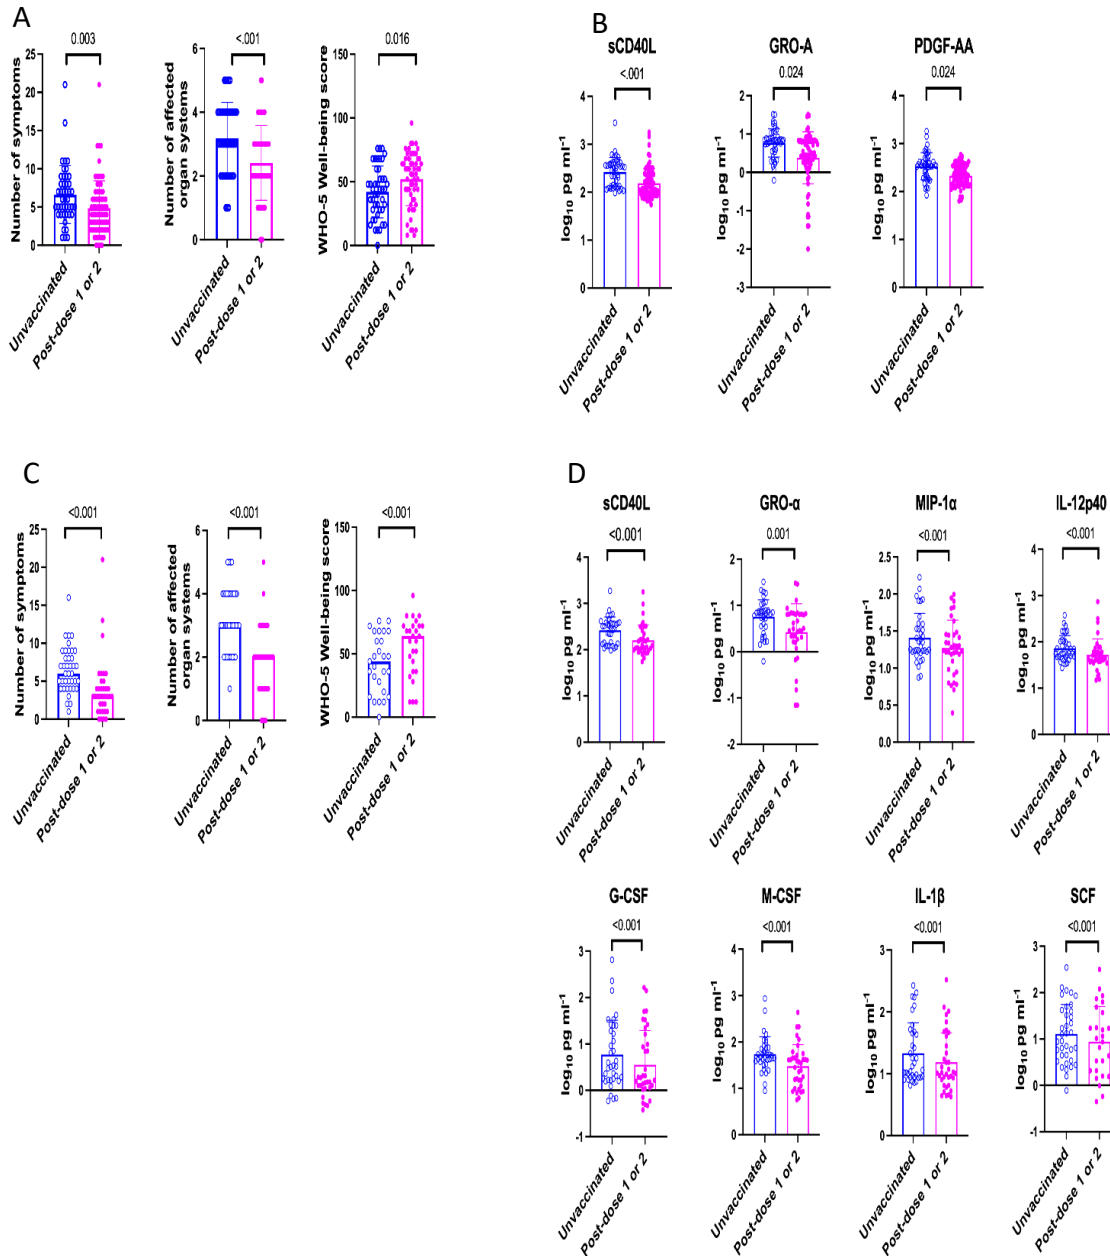 A
0.003
Number of symptoms
25
20
15
10
5
0
Unvaccinated
Post-dose 1 or 2
<.001
Number of affected
organ systems
6
4
2
0
Unvaccinated
Post-dose 1 or 2
0.016
WHO-5 Well-being score
150
100
50
0
Unvaccinated
Post-dose 1 or 2
B
sCD40L
<.001
log10 pg ml-1
4
3
2
1
0
Unvaccinated
Post-dose 1 or 2
GRO-A
0.024
log10 pg ml-1
2
1
0
-1
-2
-3
Unvaccinated
Post-dose 1 or 2
PDGF-AA
0.024
log10 pg ml-1
4
3
2
1
0
Unvaccinated
Post-dose 1 or 2
C
<0.001
Number of symptoms
25
20
15
10
5
0
Unvaccinated
Post-dose 1 or 2
<0.001
Number of affected
organ systems
6
4
2
0
Unvaccinated
Post-dose 1 or 2
<0.001
WHO-5 Well-being score
150
100
50
0
Unvaccinated
Post-dose 1 or 2
D
sCD40L
<0.001
log10 pg ml-1
4
3
2
1
0
Unvaccinated
Post-dose 1 or 2
GRO-α
0.001
log10 pg ml-1
2
1
0
-1
-2
Unvaccinated
Post-dose 1 or 2
MIP-1α
<0.001
log10 pg ml-1
2.5
2.0
1.5
1.0
0.5
0.0
Unvaccinated
Post-dose 1 or 2
IL-12p40
<0.001
log10 pg ml-1
4
3
2
1
0
Unvaccinated
Post-dose 1 or 2
G-CSF
<0.001
log10 pg ml-1
3
2
1
0
-1
Unvaccinated
Post-dose 1 or 2
M-CSF
<0.001
log10 pg ml-1
4
3
2
1
0
Unvaccinated
Post-dose 1 or 2
IL-1β
<0.001
log10 pg ml-1
3
2
1
0
Unvaccinated
Post-dose 1 or 2
SCF
<0.001
log10 pg ml-1
3
2
1
0
-1
Unvaccinated
Post-dose 1 or 2